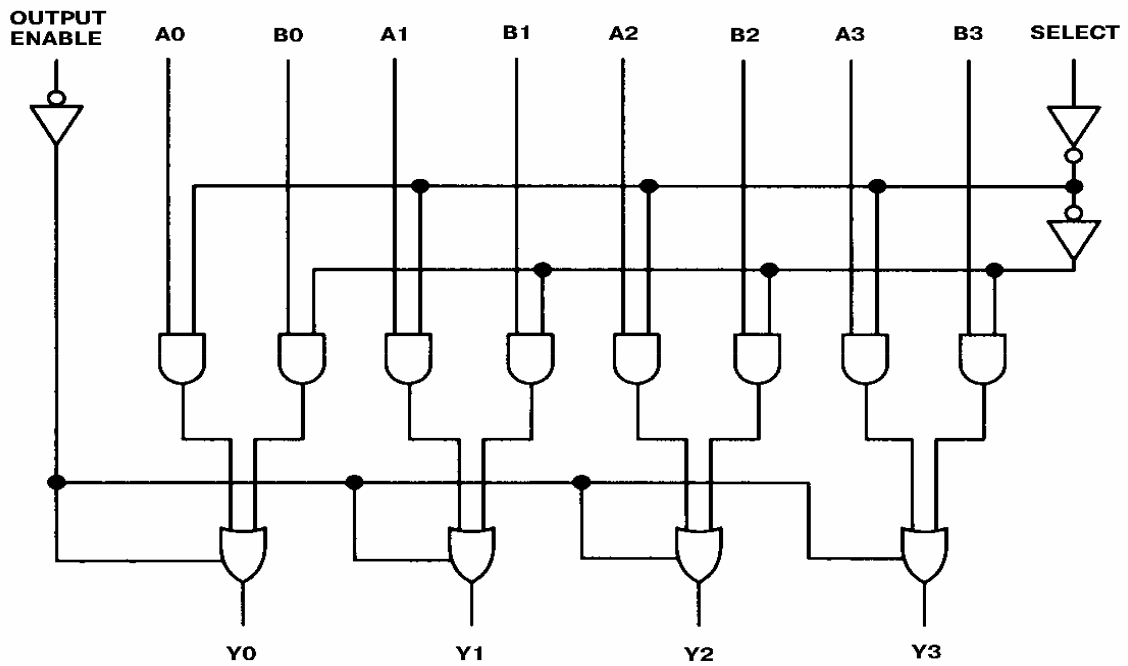 OUTPUT
ENABLE
A0
B0
A1
B1
A2
B2
A3
B3
SELECT
Y0
Y1
Y2
Y3